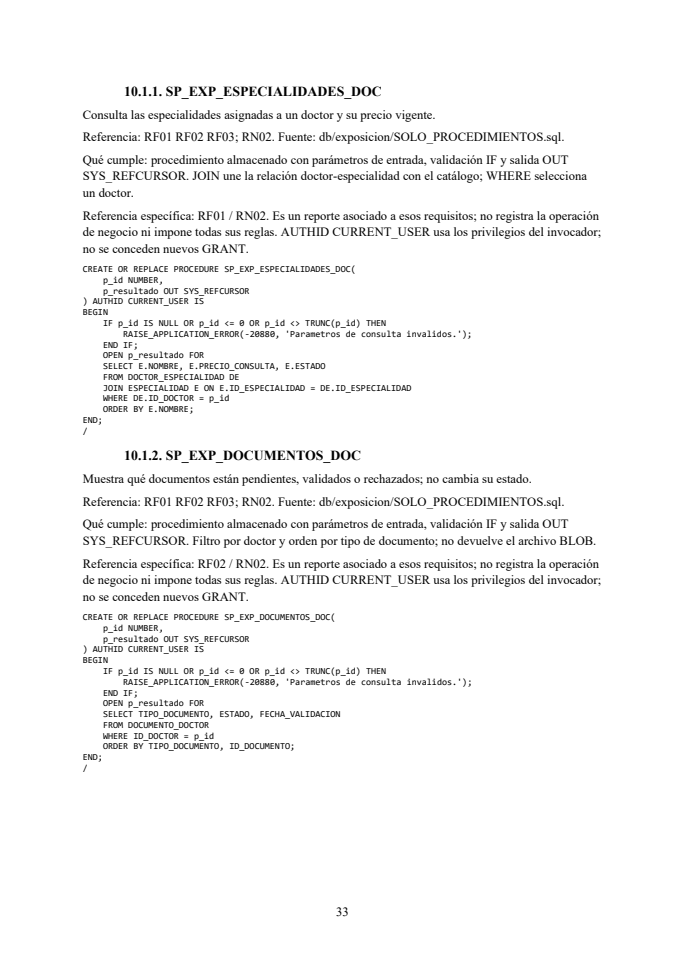 10.1.1. SP_EXP_ESPECIALIDADES_DOC
Consulta las especialidades asignadas a un doctor y su precio vigente.
Referencia: RF01 RF02 RF03; RN02. Fuente: db/exposicion/SOLO_PROCEDIMIENTOS.sql.
Qué cumple: procedimiento almacenado con parámetros de entrada, validación IF y salida OUT
SYS_REFCURSOR. JOIN une la relación doctor-especialidad con el catálogo; WHERE selecciona
un doctor.
Referencia específica: RF01 / RN02. Es un reporte asociado a esos requisitos; no registra la operación
de negocio ni impone todas sus reglas. AUTHID CURRENT_USER usa los privilegios del invocador;
no se conceden nuevos GRANT.
CREATE OR REPLACE PROCEDURE SP_EXP_ESPECIALIDADES_DOC(
    p_id NUMBER,
    p_resultado OUT SYS_REFCURSOR
) AUTHID CURRENT_USER IS
BEGIN
    IF p_id IS NULL OR p_id <= 0 OR p_id <> TRUNC(p_id) THEN
        RAISE_APPLICATION_ERROR(-20880, 'Parametros de consulta invalidos.');
    END IF;
    OPEN p_resultado FOR
    SELECT E.NOMBRE, E.PRECIO_CONSULTA, E.ESTADO
    FROM DOCTOR_ESPECIALIDAD DE
    JOIN ESPECIALIDAD E ON E.ID_ESPECIALIDAD = DE.ID_ESPECIALIDAD
    WHERE DE.ID_DOCTOR = p_id
    ORDER BY E.NOMBRE;
END;
/
10.1.2. SP_EXP_DOCUMENTOS_DOC
Muestra qué documentos están pendientes, validados o rechazados; no cambia su estado.
Referencia: RF01 RF02 RF03; RN02. Fuente: db/exposicion/SOLO_PROCEDIMIENTOS.sql.
Qué cumple: procedimiento almacenado con parámetros de entrada, validación IF y salida OUT
SYS_REFCURSOR. Filtro por doctor y orden por tipo de documento; no devuelve el archivo BLOB.
Referencia específica: RF02 / RN02. Es un reporte asociado a esos requisitos; no registra la operación
de negocio ni impone todas sus reglas. AUTHID CURRENT_USER usa los privilegios del invocador;
no se conceden nuevos GRANT.
CREATE OR REPLACE PROCEDURE SP_EXP_DOCUMENTOS_DOC(
    p_id NUMBER,
    p_resultado OUT SYS_REFCURSOR
) AUTHID CURRENT_USER IS
BEGIN
    IF p_id IS NULL OR p_id <= 0 OR p_id <> TRUNC(p_id) THEN
        RAISE_APPLICATION_ERROR(-20880, 'Parametros de consulta invalidos.');
    END IF;
    OPEN p_resultado FOR
    SELECT TIPO_DOCUMENTO, ESTADO, FECHA_VALIDACION
    FROM DOCUMENTO_DOCTOR
    WHERE ID_DOCTOR = p_id
    ORDER BY TIPO_DOCUMENTO, ID_DOCUMENTO;
END;
/
33